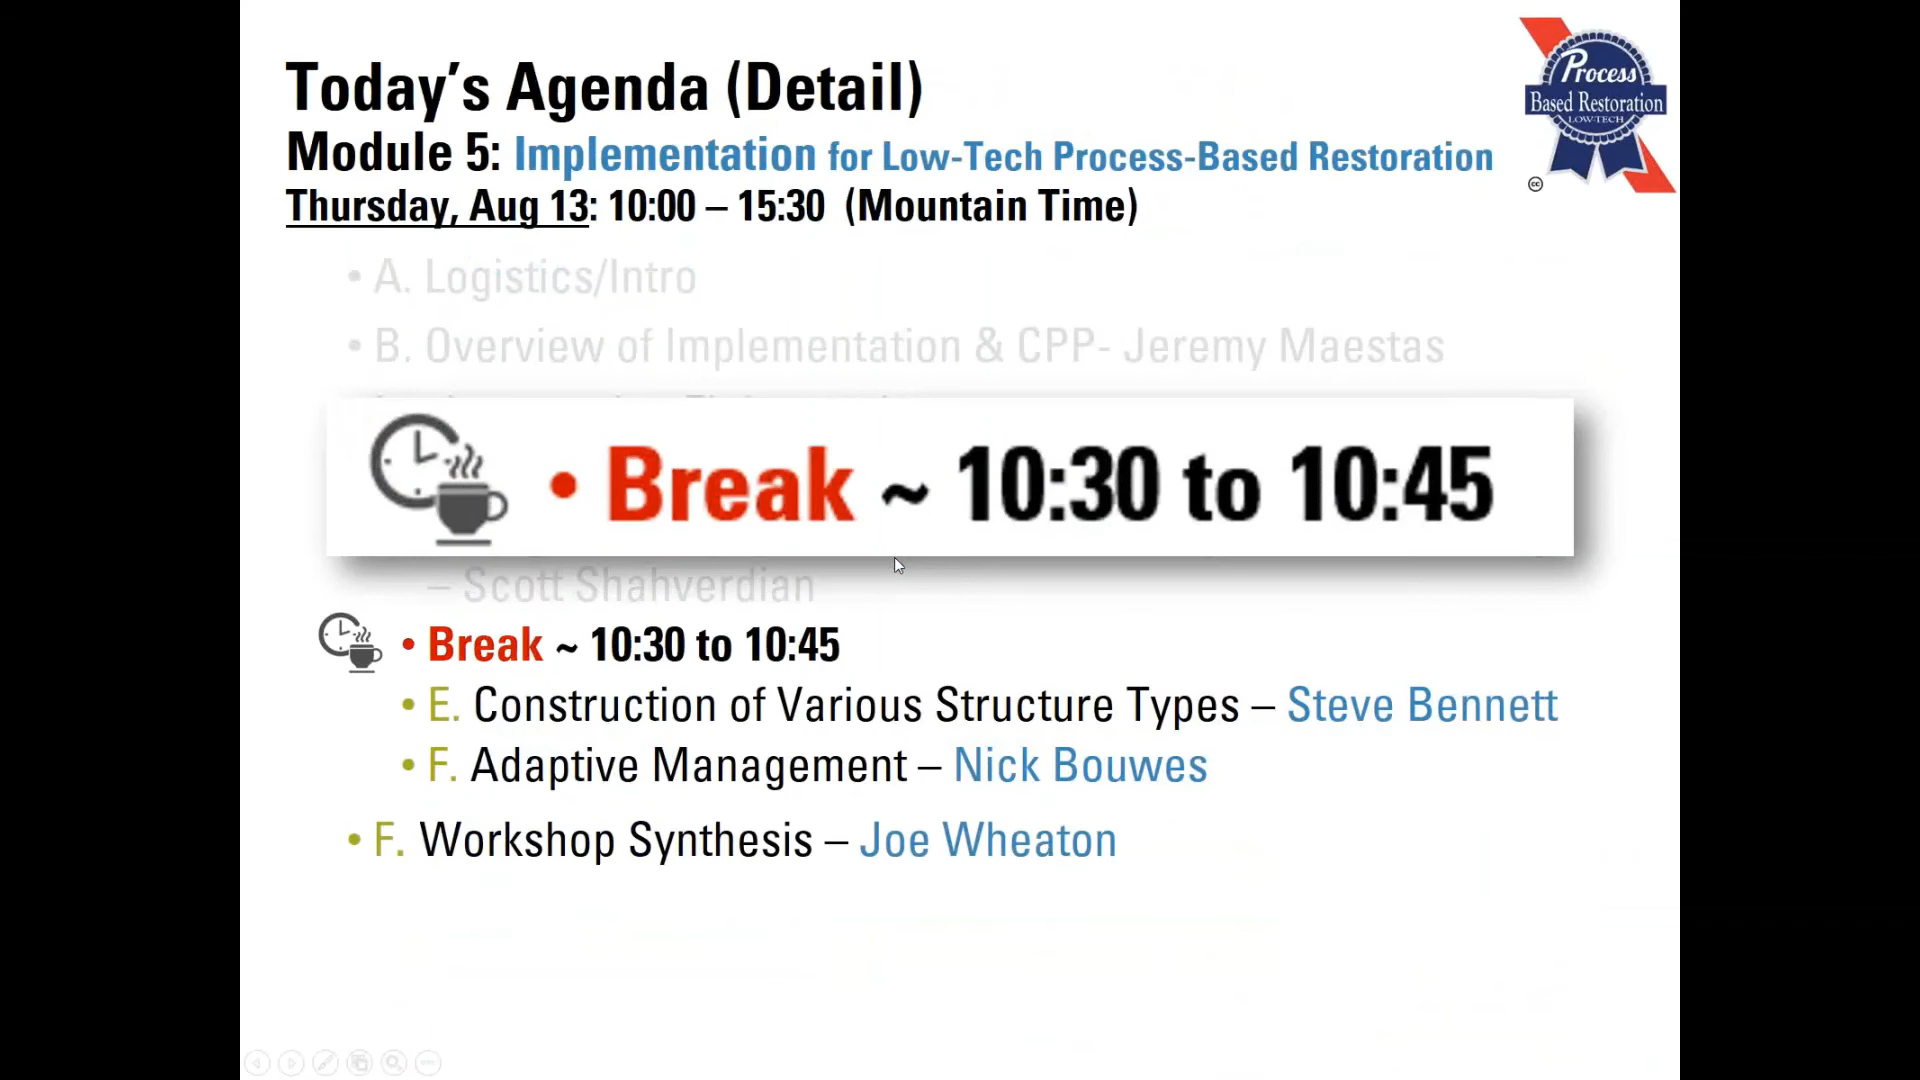 Today's Agenda (Detail)
Module 5: Implementation for Low-Tech Process-Based Restoration
Thursday, Aug 13: 10:00 – 15:30 (Mountain Time)
Process
Based Restoration
LOW-TECH
cc
• A. Logistics/Intro
• B. Overview of Implementation & CPP- Jeremy Maestas
• Break ~ 10:30 to 10:45
– Scott Shahverdian
• Break ~ 10:30 to 10:45
• E. Construction of Various Structure Types – Steve Bennett
• F. Adaptive Management – Nick Bouwes
• F. Workshop Synthesis – Joe Wheaton